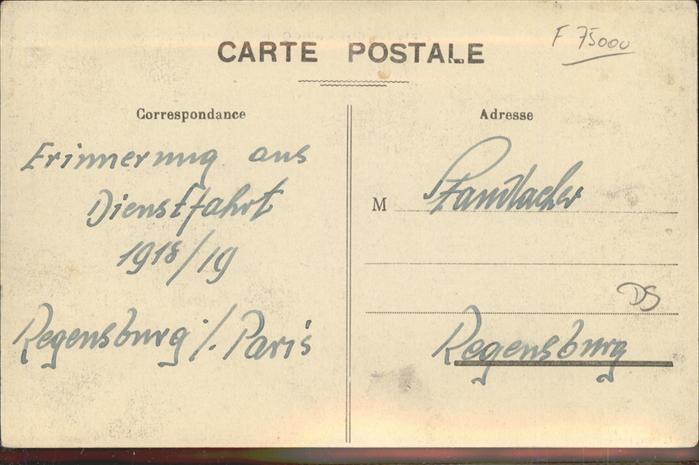 CARTE POSTALE
F 75000
Correspondance
Erinnerung aus
Dienstfahrt
1918/19
Regensburg ./. Paris
Adresse
M
DS
Regensburg